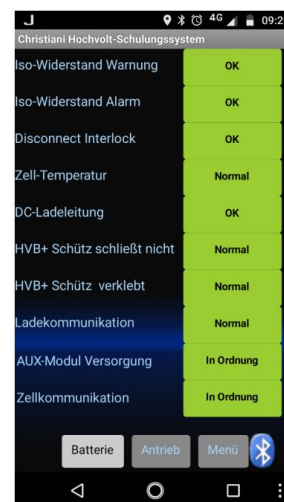 4G 09:2
Christiani Hochvolt-Schulungssystem
Iso-Widerstand Warnung OK
Iso-Widerstand Alarm OK
Disconnect Interlock OK
Zell-Temperatur Normal
DC-Ladeleitung OK
HVB+ Schütz schließt nicht Normal
HVB+ Schütz verklebt Normal
Ladekommunikation Normal
AUX-Modul Versorgung In Ordnung
Zellkommunikation In Ordnung
Batterie Antrieb Menü